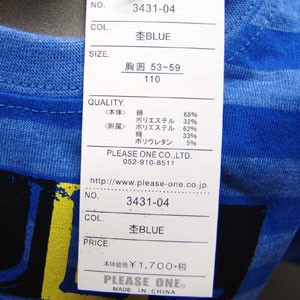 NO. 3431-04
COL. 杢BLUE
SIZE.
胸囲 53~59
110
QUALITY.
〈本体〉 綿 68%
ポリエステル 32%
〈附属〉 ポリエステル 62%
綿 33%
ポリウレタン 5%
PLEASE ONE CO.,LTD.
052-910-8511
http://www.please-one.co.jp
NO. 3431-04
COL.
杢BLUE
PRICE.
本体価格 ¥1,700+税
PLEASE ONE.
MADE IN CHINA